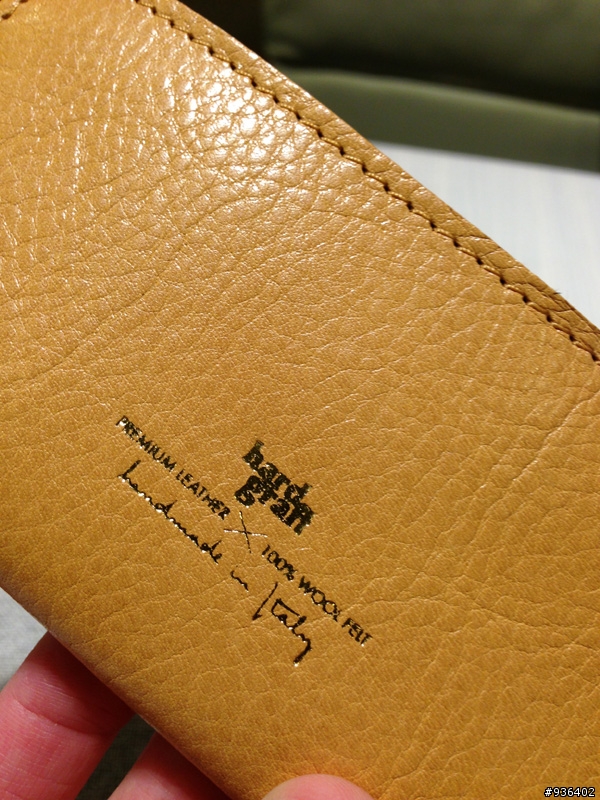 hard
graft
PREMIUM LEATHER X 100% WOOL FELT
handmade in Italy
#936402